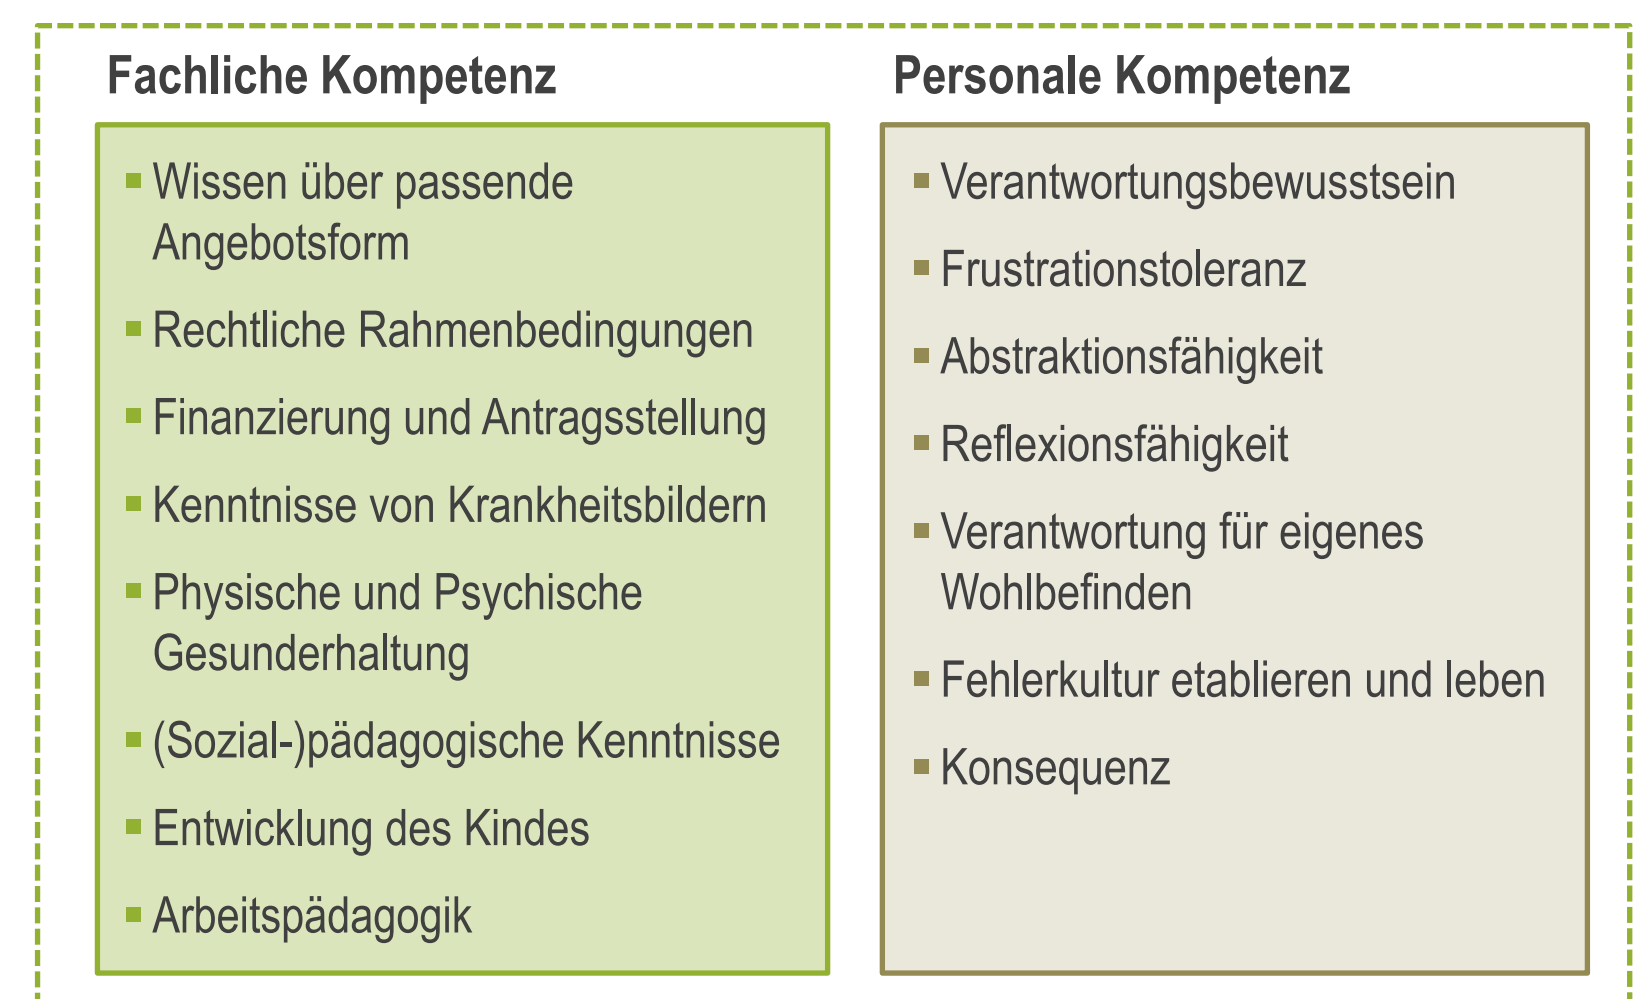 Fachliche Kompetenz
Wissen über passende
Angebotsform
Rechtliche Rahmenbedingungen
Finanzierung und Antragsstellung
Kenntnisse von Krankheitsbildern
Physische und Psychische
Gesunderhaltung
(Sozial-)pädagogische Kenntnisse
Entwicklung des Kindes
Arbeitspädagogik
Personale Kompetenz
Verantwortungsbewusstsein
Frustrationstoleranz
Abstraktionsfähigkeit
Reflexionsfähigkeit
Verantwortung für eigenes
Wohlbefinden
Fehlerkultur etablieren und leben
Konsequenz